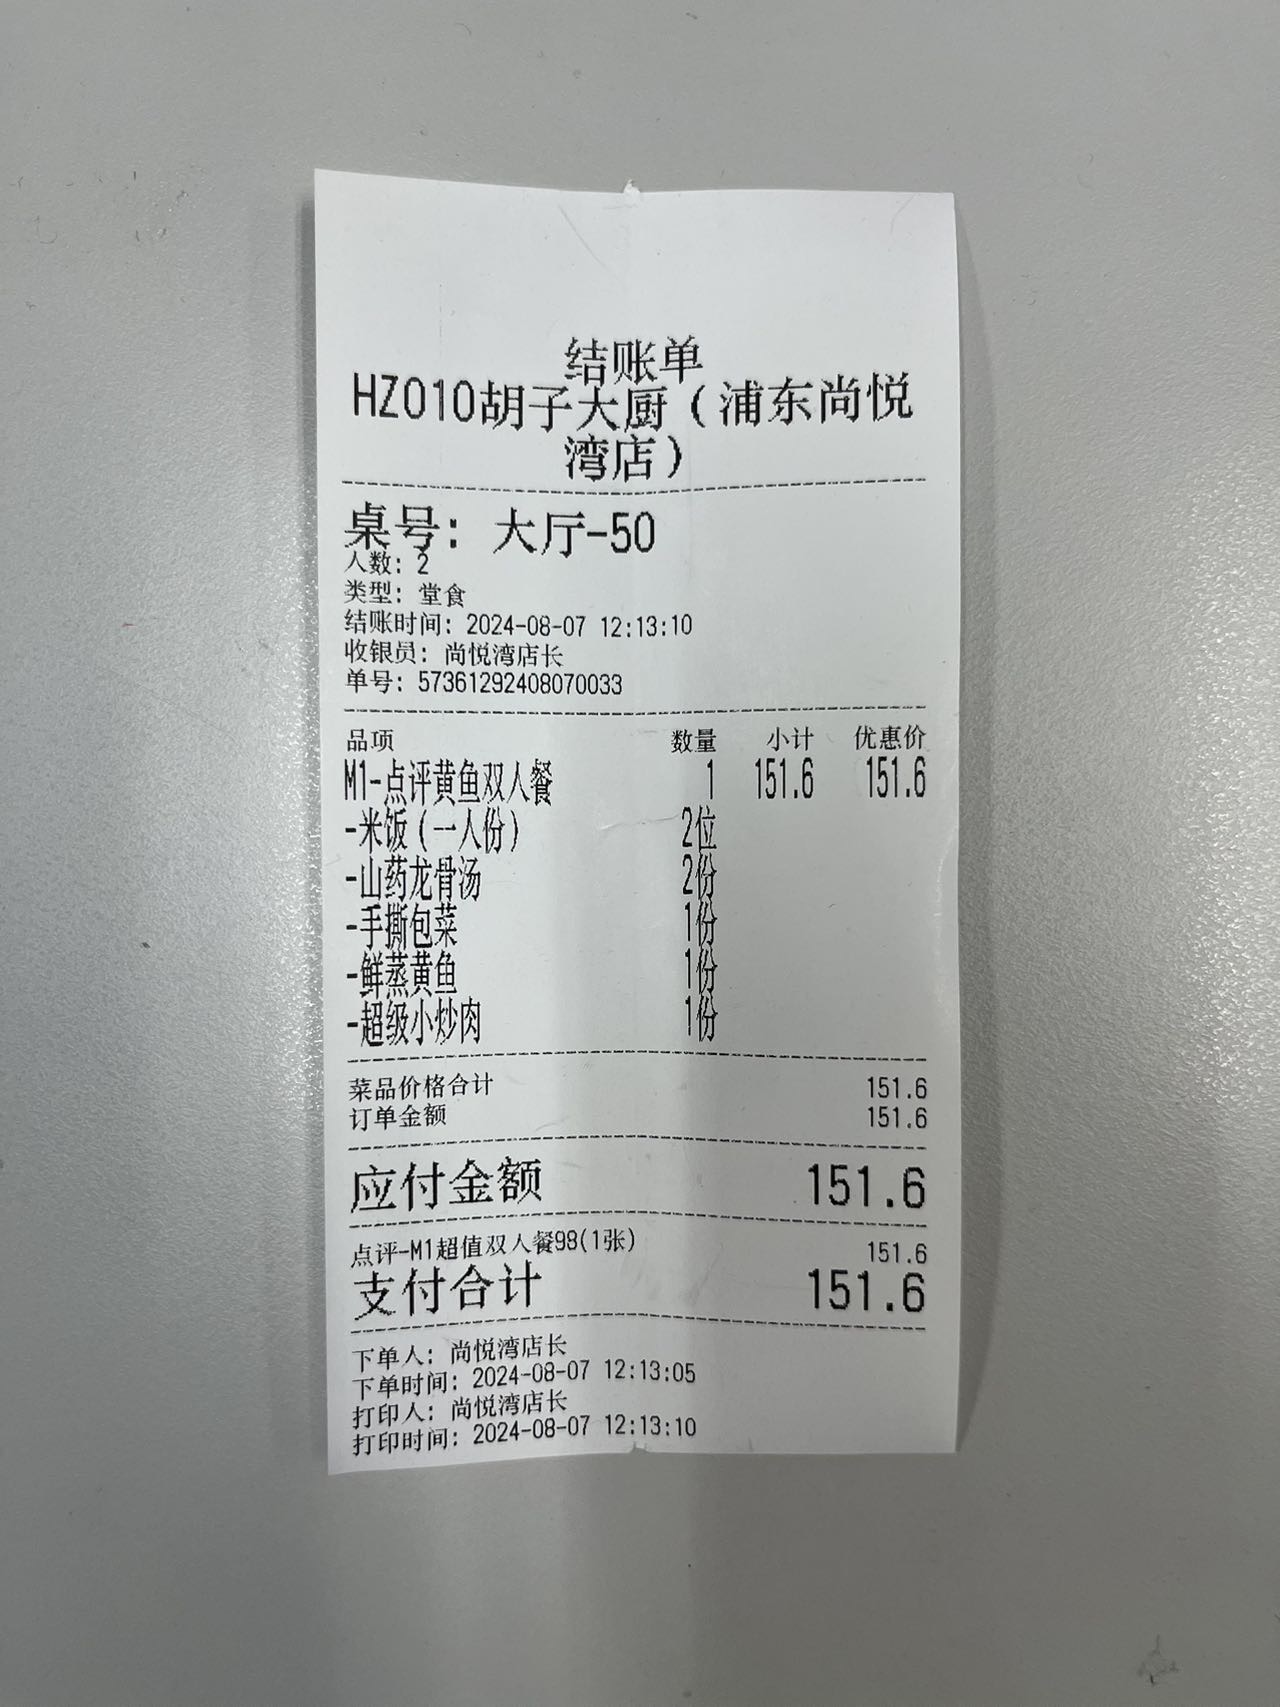 结账单
HZ010胡子大厨（浦东尚悦
湾店）
桌号：大厅-50
人数：2
类型：堂食
结账时间：2024-08-07 12:13:10
收银员：尚悦湾店长
单号：573612924080​70033
品项 数量 小计 优惠价
M1-点评黄鱼双人餐 1 151.6 151.6
-米饭（一人份） 2位
-山药龙骨汤 2份
-手撕包菜 1份
-鲜蒸黄鱼 1份
-超级小炒肉 1份
菜品价格合计 151.6
订单金额 151.6
应付金额 151.6
点评-M1超值双人餐98(1张) 151.6
支付合计 151.6
下单人：尚悦湾店长
下单时间：2024-08-07 12:13:05
打印人：尚悦湾店长
打印时间：2024-08-07 12:13:10